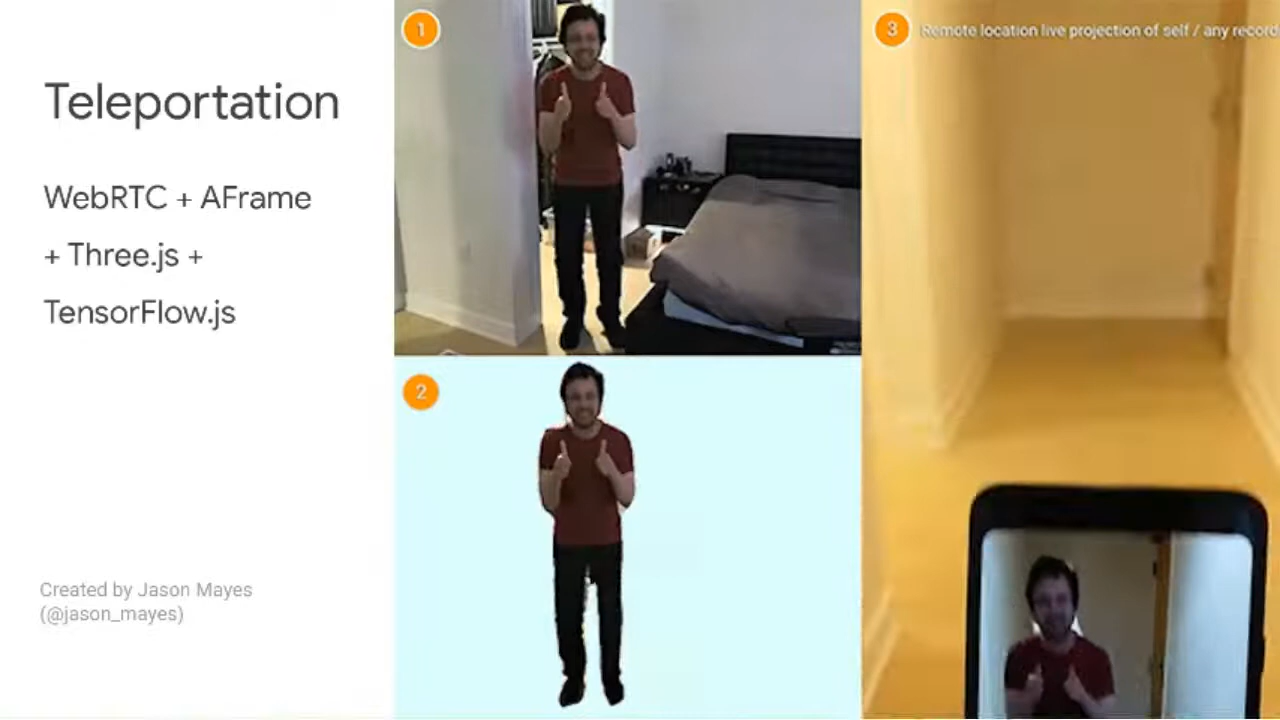 Teleportation
WebRTC + AFrame
+ Three.js +
TensorFlow.js
Created by Jason Mayes
(@jason_mayes)
1
2
3 Remote location live projection of self / any record